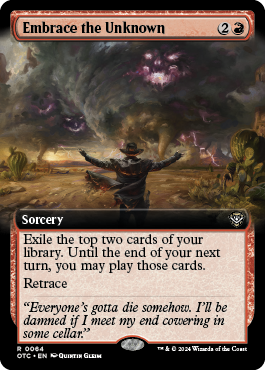 Embrace the Unknown 2
Sorcery
Exile the top two cards of your
library. Until the end of your next
turn, you may play those cards.
Retrace
“Everyone’s gotta die somehow. I’ll be
damned if I meet my end cowering in
some cellar.”
R 0064
OTC • EN Quintin Gleim
™ & © 2024 Wizards of the Coast